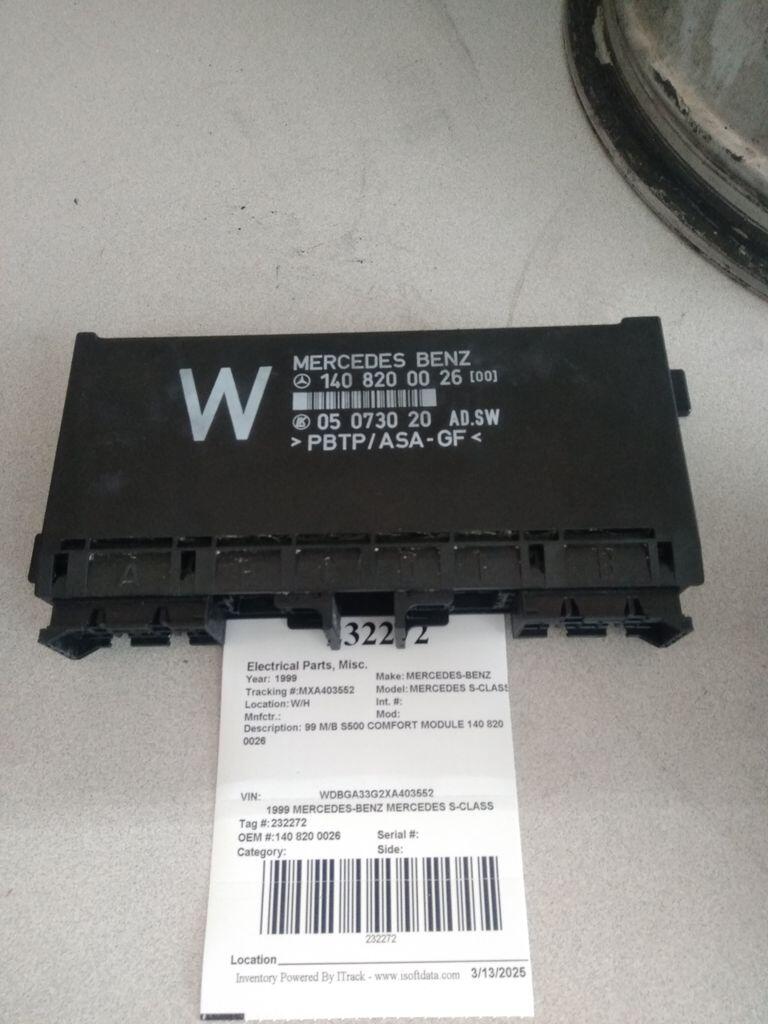 W
MERCEDES BENZ
140 820 00 26 [00]
05 0730 20 AD.SW
>PBTP/ASA-GF<
A E C D F B
Electrical Parts, Misc.
Year: 1999 Make: MERCEDES-BENZ
Tracking #:MXA403552 Model: MERCEDES S-CLASS
Location: W/H Int. #:
Mnfctr.: Mod:
Description: 99 M/B S500 COMFORT MODULE 140 820
0026
VIN: WDBGA33G2XA403552
1999 MERCEDES-BENZ MERCEDES S-CLASS
Tag #:232272
OEM #:140 820 0026 Serial #:
Category: Side:
232272
Location
Inventory Powered By ITrack - www.isoftdata.com 3/13/2025